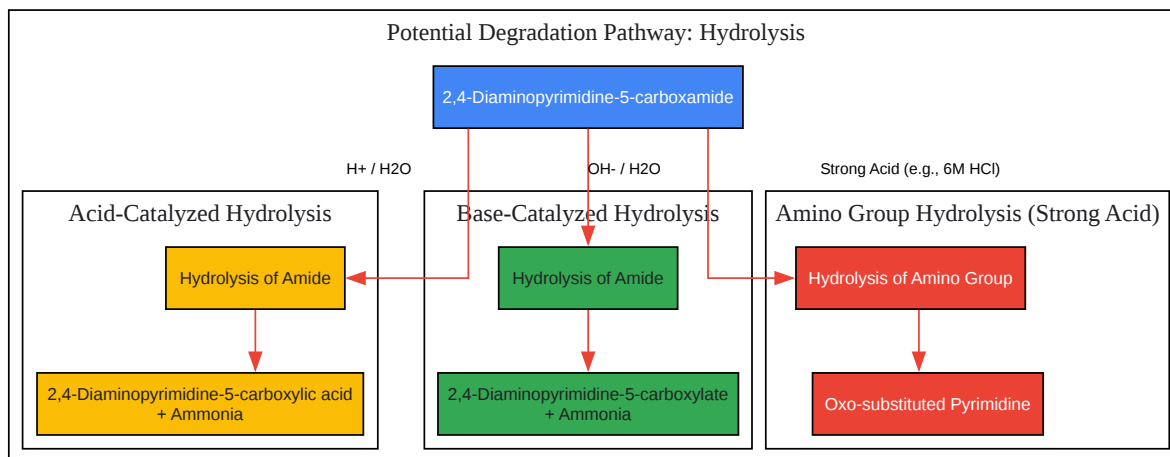 Potential Degradation Pathway: Hydrolysis
2,4-Diaminopyrimidine-5-carboxamide
H+ / H2O
OH- / H2O
Strong Acid (e.g., 6M HCl)
Acid-Catalyzed Hydrolysis
Base-Catalyzed Hydrolysis
Amino Group Hydrolysis (Strong Acid)
Hydrolysis of Amide
Hydrolysis of Amide
Hydrolysis of Amino Group
2,4-Diaminopyrimidine-5-carboxylic acid
+ Ammonia
2,4-Diaminopyrimidine-5-carboxylate
+ Ammonia
Oxo-substituted Pyrimidine